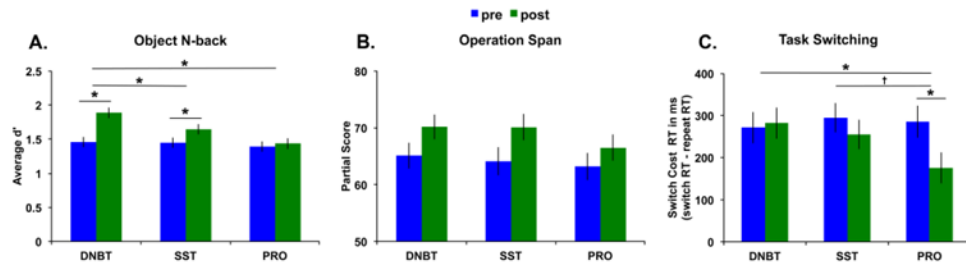 pre post
A. Object N-back
Average d'
2.5
2
1.5
1
0.5
0
*
*
*
*
DNBT SST PRO
B. Operation Span
Partial Score
80
70
60
50
DNBT SST PRO
C. Task Switching
Switch Cost RT in ms
(switch RT - repeat RT)
400
300
200
100
0
*
†
*
DNBT SST PRO